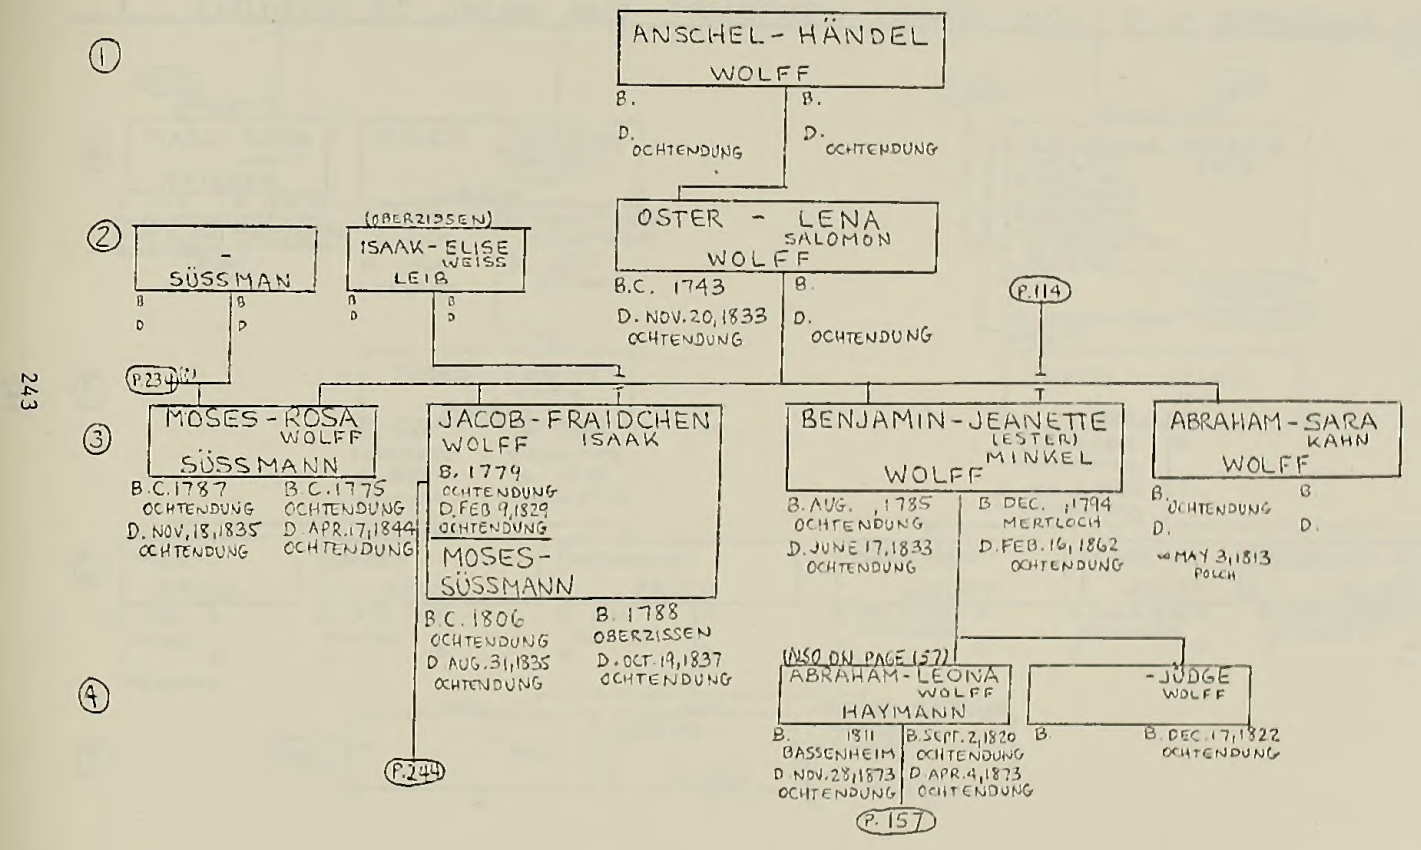 ①
ANSCHEL - HÄNDEL
WOLFF
B. B.
D. D.
OCHTENDUNG OCHTENDUNG
②
-
SÜSSMAN
B B
D D
(OBERZISSEN)
ISAAK - ELISE
WEISS
LEIB
B B
D D
OSTER - LENA
SALOMON
WOLFF
B.C. 1743 B.
D. NOV. 20, 1833 D.
OCHTENDUNG OCHTENDUNG
P.114
243
P.234 (?)
③
MOSES - ROSA
WOLFF
SÜSSMANN
B.C. 1787 B.C. 1775
OCHTENDUNG OCHTENDUNG
D. NOV, 18, 1835 D APR. 17, 1844
OCHTENDUNG OCHTENDUNG
JACOB - FRAIDCHEN
WOLFF ISAAK
B. 1779
OCHTENDUNG
D. FEB 9, 1829
OCHTENDUNG
MOSES-
SÜSSMANN
B.C. 1806 B. 1788
OCHTENDUNG OBERZISSEN
D AUG. 31, 1835 D. OCT. 19, 1837
OCHTENDUNG OCHTENDUNG
BENJAMIN - JEANETTE
(ESTER)
MINKEL
WOLFF
B. AUG. , 1785 B DEC. , 1794
OCHTENDUNG MERTLOCH
D. JUNE 17, 1833 D. FEB. 16, 1862
OCHTENDUNG OCHTENDUNG
ABRAHAM - SARA
KAHN
WOLFF
B. B.
OCHTENDUNG
D. D.
∞ MAY 3, 1813
POLCH
④
(ALSO ON PAGE 157)
ABRAHAM - LEONA
WOLFF
HAYMANN
B. 1811 B. SEPT. 2, 1820
BASSENHEIM OCHTENDUNG
D NOV. 28, 1873 D APR. 4, 1873
OCHTENDUNG OCHTENDUNG
- JUDGE
WOLFF
B. B. DEC. 17, 1822
OCHTENDUNG
P.244
P. 157